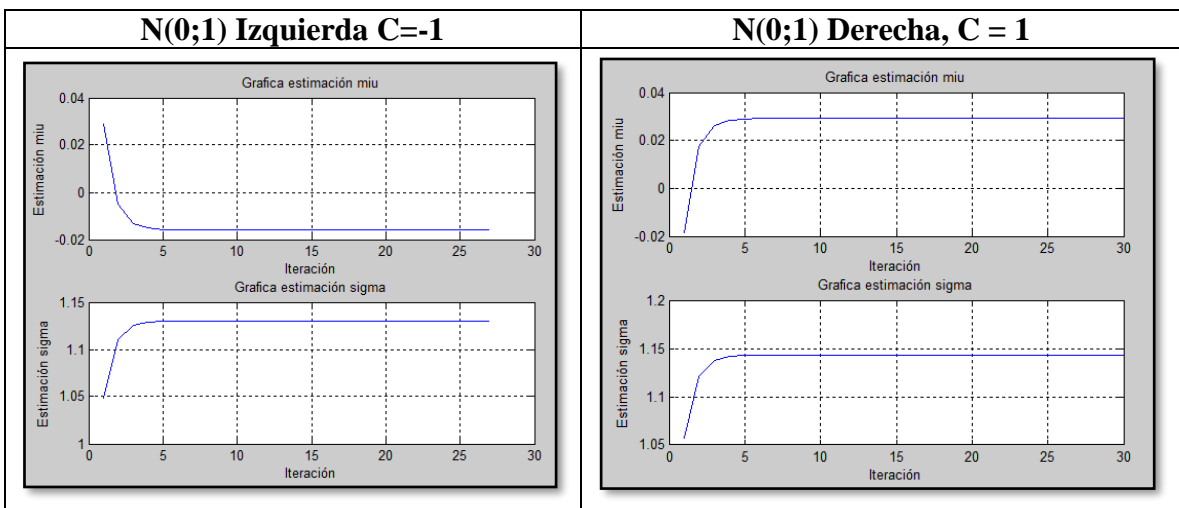 N(0;1) Izquierda C=-1
Grafica estimación miu
Estimación miu
0.04
0.02
0
-0.02
0 5 10 15 20 25 30
Iteración
Grafica estimación sigma
Estimación sigma
1.15
1.1
1.05
1
0 5 10 15 20 25 30
Iteración
N(0;1) Derecha, C = 1
Grafica estimación miu
Estimación miu
0.04
0.02
0
-0.02
0 5 10 15 20 25 30
Iteración
Grafica estimación sigma
Estimación sigma
1.2
1.15
1.1
1.05
0 5 10 15 20 25 30
Iteración